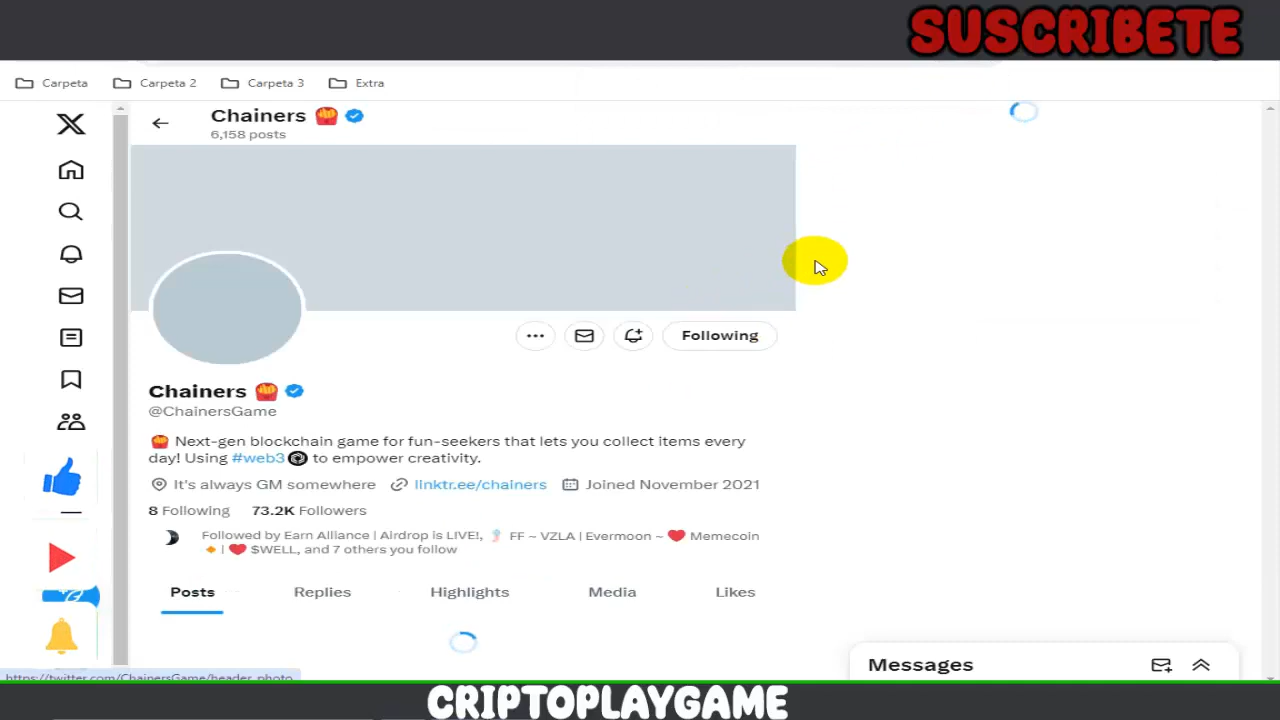 SUSCRIBETE
Carpeta Carpeta 2 Carpeta 3 Extra
Chainers
6,158 posts
Following
Chainers
@ChainersGame
Next-gen blockchain game for fun-seekers that lets you collect items every
day! Using #web3 to empower creativity.
It's always GM somewhere linktr.ee/chainers Joined November 2021
8 Following 73.2K Followers
Followed by Earn Alliance | Airdrop is LIVE!, FF ~ VZLA | Evermoon ~ Memecoin
| $WELL, and 7 others you follow
Posts Replies Highlights Media Likes
Messages
https://twitter.com/ChainersGame/header_photo
CRIPTOPLAYGAME